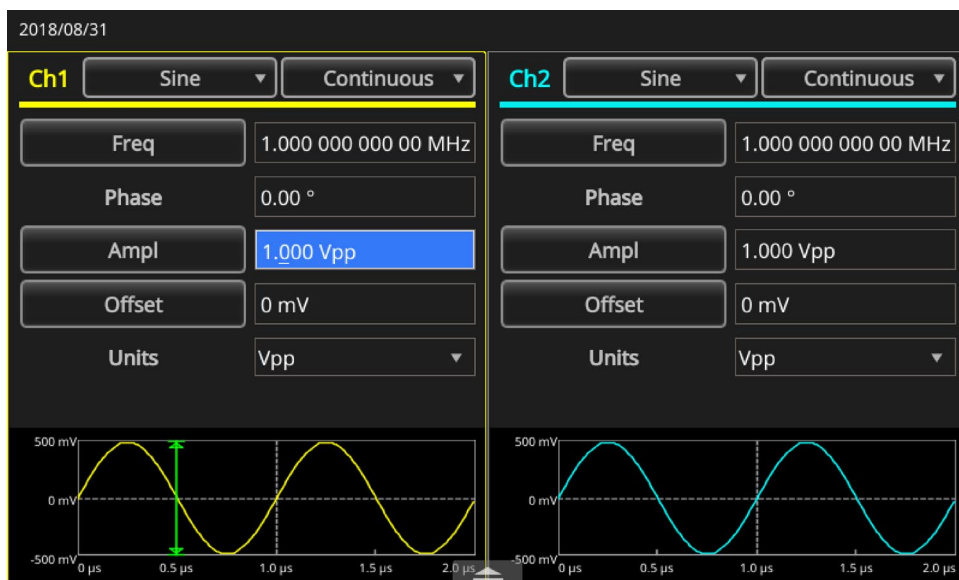 2018/08/31
Ch1 Sine Continuous
Freq 1.000 000 000 00 MHz
Phase 0.00 °
Ampl 1.000 Vpp
Offset 0 mV
Units Vpp
500 mV
0 mV
-500 mV
0 µs 0.5 µs 1.0 µs 1.5 µs 2.0 µs
Ch2 Sine Continuous
Freq 1.000 000 000 00 MHz
Phase 0.00 °
Ampl 1.000 Vpp
Offset 0 mV
Units Vpp
500 mV
0 mV
-500 mV
0 µs 0.5 µs 1.0 µs 1.5 µs 2.0 µs